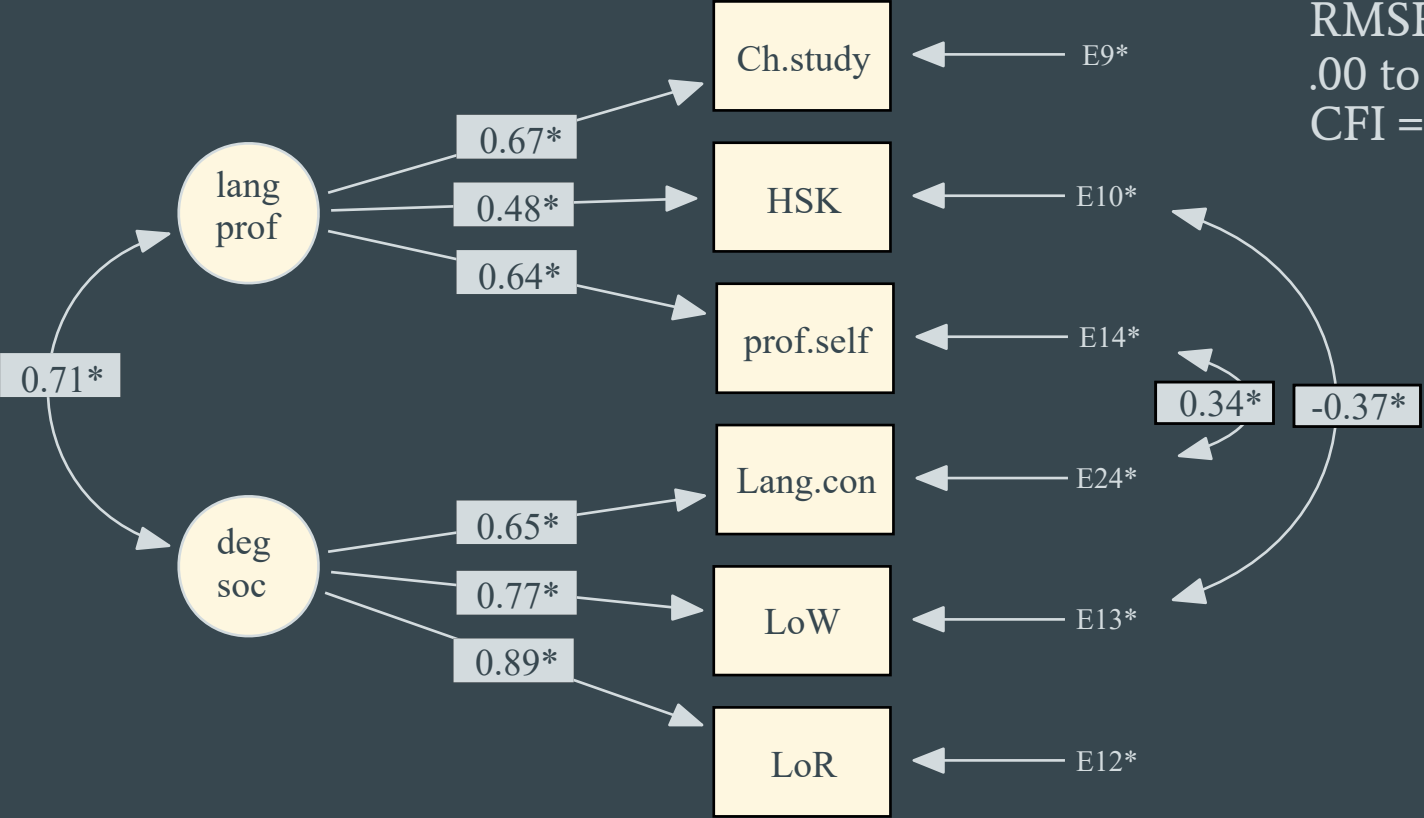 RMSE
.00 to
CFI =
Ch.study
E9*
0.67*
lang
prof
0.48*
HSK
E10*
0.64*
prof.self
E14*
0.71*
0.34*
-0.37*
Lang.con
E24*
deg
soc
0.65*
0.77*
LoW
E13*
0.89*
LoR
E12*